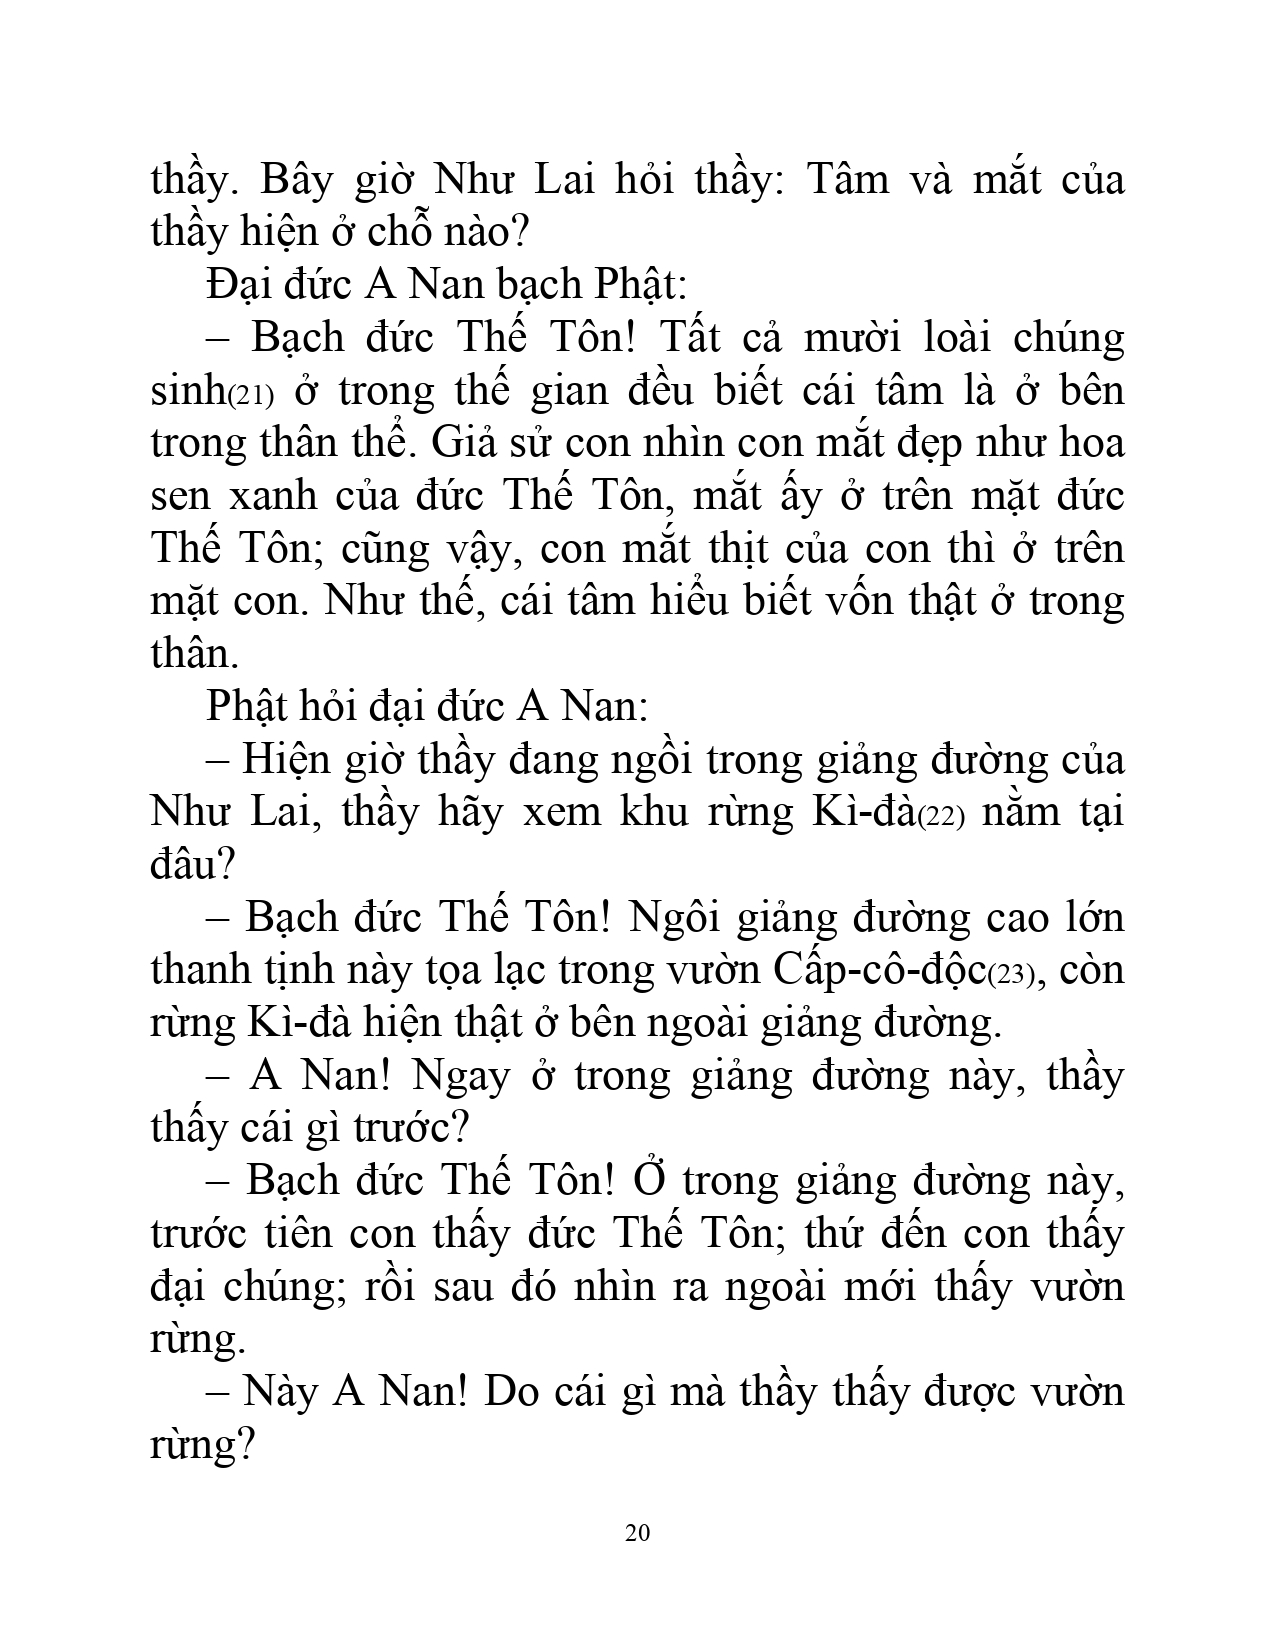 thầy. Bây giờ Như Lai hỏi thầy: Tâm và mắt của
thầy hiện ở chỗ nào?
Đại đức A Nan bạch Phật:
– Bạch đức Thế Tôn! Tất cả mười loài chúng
sinh(21) ở trong thế gian đều biết cái tâm là ở bên
trong thân thể. Giả sử con nhìn con mắt đẹp như hoa
sen xanh của đức Thế Tôn, mắt ấy ở trên mặt đức
Thế Tôn; cũng vậy, con mắt thịt của con thì ở trên
mặt con. Như thế, cái tâm hiểu biết vốn thật ở trong
thân.
Phật hỏi đại đức A Nan:
– Hiện giờ thầy đang ngồi trong giảng đường của
Như Lai, thầy hãy xem khu rừng Kì-đà(22) nằm tại
đâu?
– Bạch đức Thế Tôn! Ngôi giảng đường cao lớn
thanh tịnh này tọa lạc trong vườn Cấp-cô-độc(23), còn
rừng Kì-đà hiện thật ở bên ngoài giảng đường.
– A Nan! Ngay ở trong giảng đường này, thầy
thấy cái gì trước?
– Bạch đức Thế Tôn! Ở trong giảng đường này,
trước tiên con thấy đức Thế Tôn; thứ đến con thấy
đại chúng; rồi sau đó nhìn ra ngoài mới thấy vườn
rừng.
– Này A Nan! Do cái gì mà thầy thấy được vườn
rừng?
20